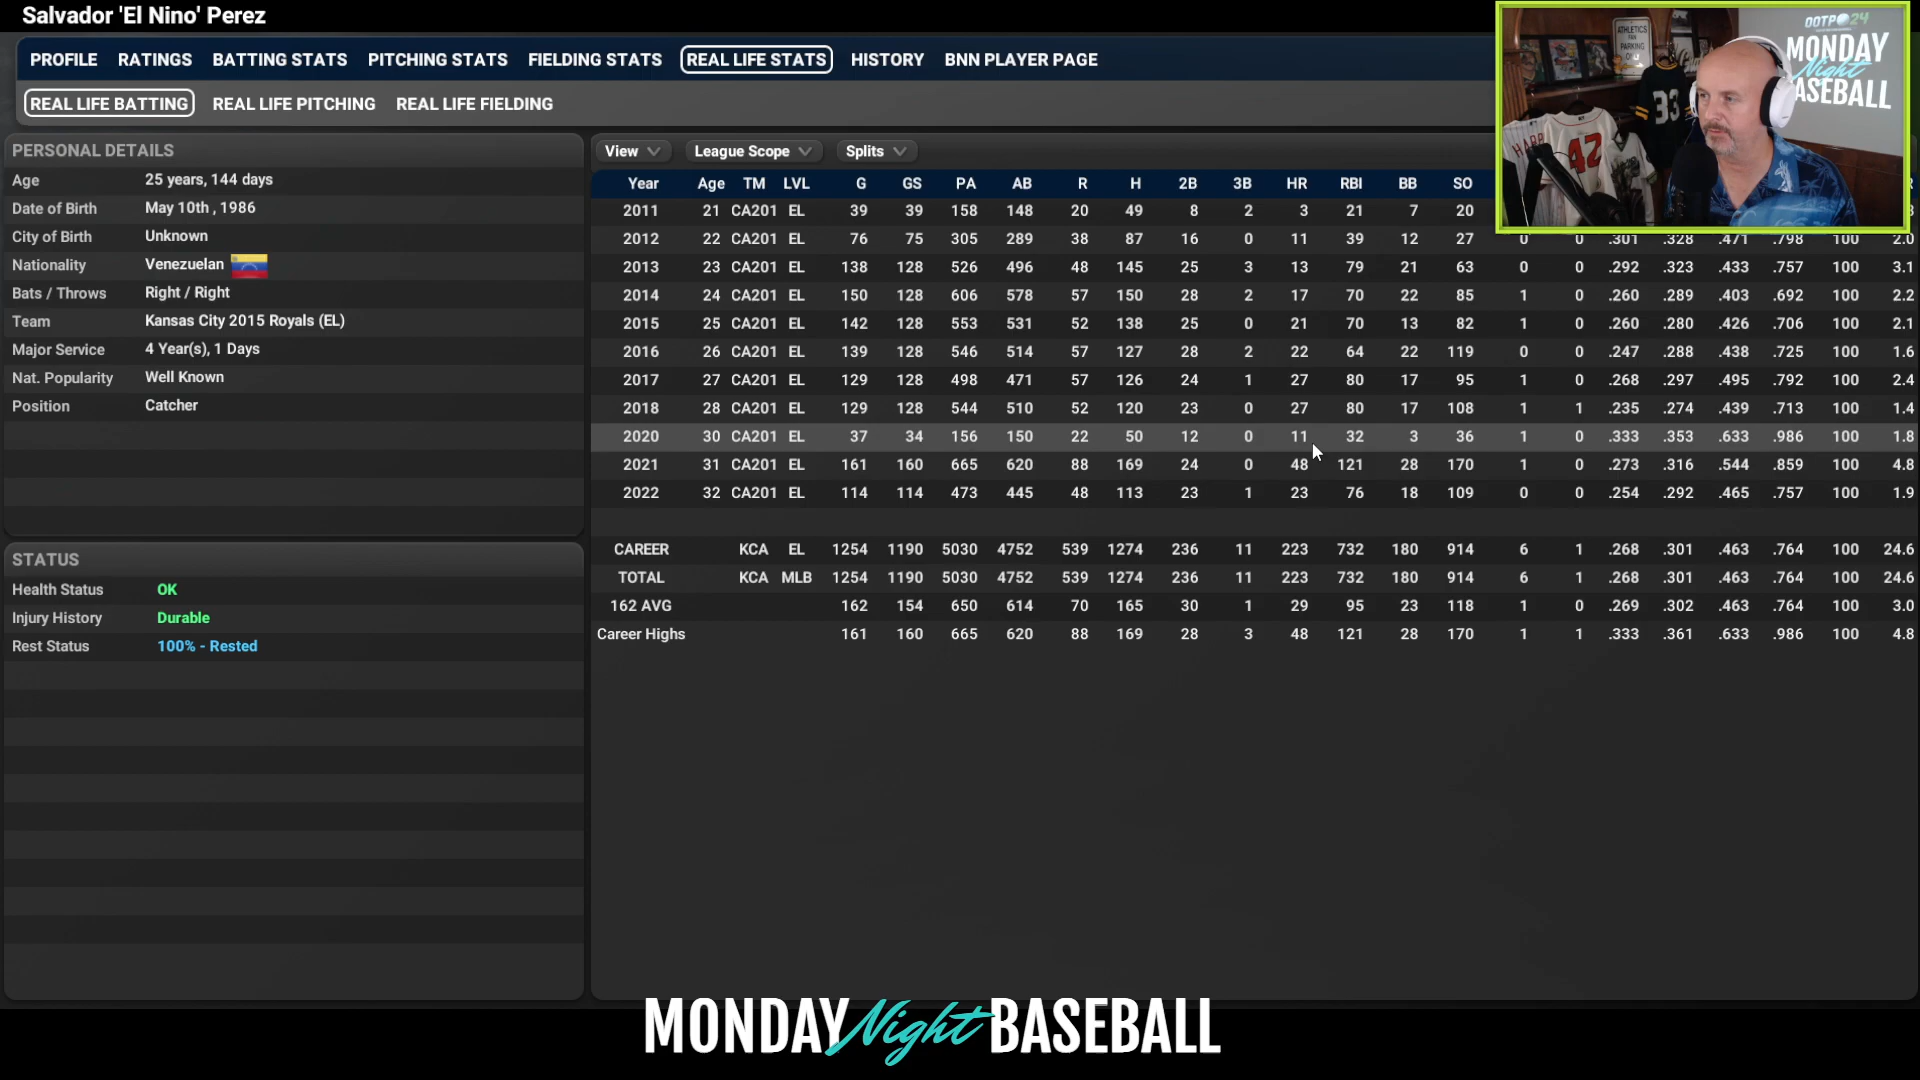 Salvador 'El Nino' Perez
PROFILE RATINGS BATTING STATS PITCHING STATS FIELDING STATS REAL LIFE STATS HISTORY BNN PLAYER PAGE
REAL LIFE BATTING REAL LIFE PITCHING REAL LIFE FIELDING
OOTP 24
MONDAY
Night
BASEBALL
ATHLETICS
FAN
PARKING
ONLY
33
42
PERSONAL DETAILS
Age 25 years, 144 days
Date of Birth May 10th , 1986
City of Birth Unknown
Nationality Venezuelan
Bats / Throws Right / Right
Team Kansas City 2015 Royals (EL)
Major Service 4 Year(s), 1 Days
Nat. Popularity Well Known
Position Catcher
STATUS
Health Status OK
Injury History Durable
Rest Status 100% - Rested
View League Scope Splits
Year Age TM LVL G GS PA AB R H 2B 3B HR RBI BB SO
2011 21 CA201 EL 39 39 158 148 20 49 8 2 3 21 7 20
2012 22 CA201 EL 76 75 305 289 38 87 16 0 11 39 12 27 0 0 .301 .328 .471 .798 100 2.0
2013 23 CA201 EL 138 128 526 496 48 145 25 3 13 79 21 63 0 0 .292 .323 .433 .757 100 3.1
2014 24 CA201 EL 150 128 606 578 57 150 28 2 17 70 22 85 1 0 .260 .289 .403 .692 100 2.2
2015 25 CA201 EL 142 128 553 531 52 138 25 0 21 70 13 82 1 0 .260 .280 .426 .706 100 2.1
2016 26 CA201 EL 139 128 546 514 57 127 28 2 22 64 22 119 0 0 .247 .288 .438 .725 100 1.6
2017 27 CA201 EL 129 128 498 471 57 126 24 1 27 80 17 95 1 0 .268 .297 .495 .792 100 2.4
2018 28 CA201 EL 129 128 544 510 52 120 23 0 27 80 17 108 1 1 .235 .274 .439 .713 100 1.4
2020 30 CA201 EL 37 34 156 150 22 50 12 0 11 32 3 36 1 0 .333 .353 .633 .986 100 1.8
2021 31 CA201 EL 161 160 665 620 88 169 24 0 48 121 28 170 1 0 .273 .316 .544 .859 100 4.8
2022 32 CA201 EL 114 114 473 445 48 113 23 1 23 76 18 109 0 0 .254 .292 .465 .757 100 1.9
CAREER KCA EL 1254 1190 5030 4752 539 1274 236 11 223 732 180 914 6 1 .268 .301 .463 .764 100 24.6
TOTAL KCA MLB 1254 1190 5030 4752 539 1274 236 11 223 732 180 914 6 1 .268 .301 .463 .764 100 24.6
162 AVG 162 154 650 614 70 165 30 1 29 95 23 118 1 0 .269 .302 .463 .764 100 3.0
Career Highs 161 160 665 620 88 169 28 3 48 121 28 170 1 1 .333 .361 .633 .986 100 4.8
MONDAY Night BASEBALL